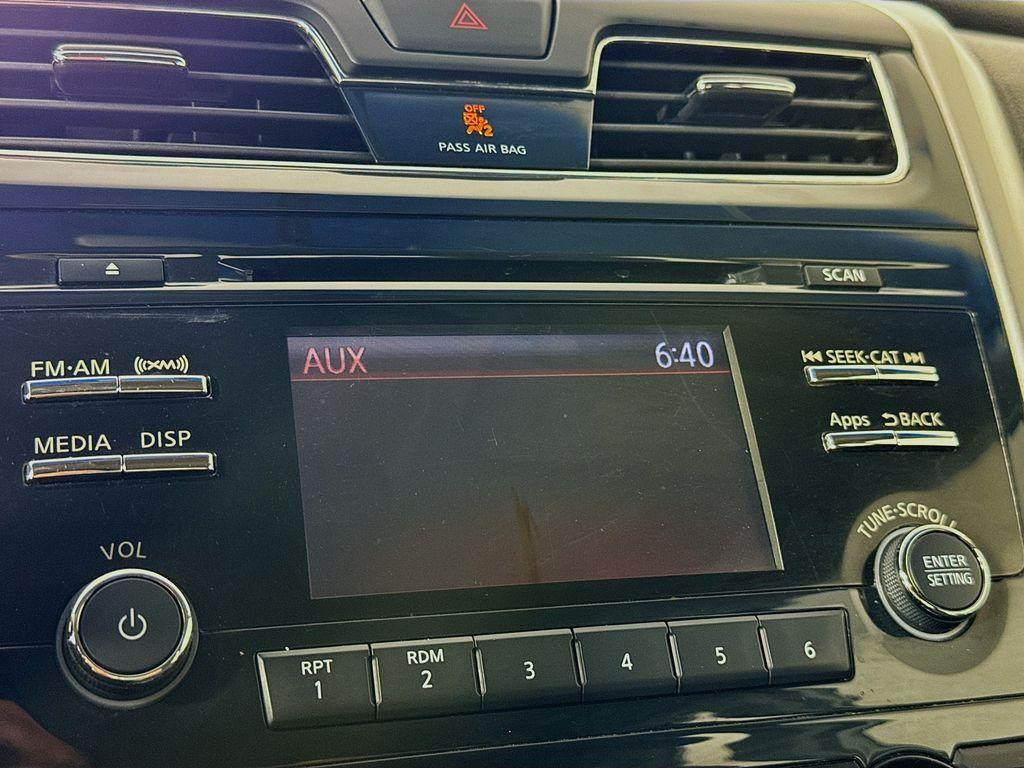 OFF
2
PASS AIR BAG
SCAN
FM·AM
XM
AUX
6:40
SEEK·CAT
MEDIA
DISP
Apps
BACK
VOL
TUNE·SCROLL
ENTER
SETTING
RPT
1
RDM
2
3
4
5
6